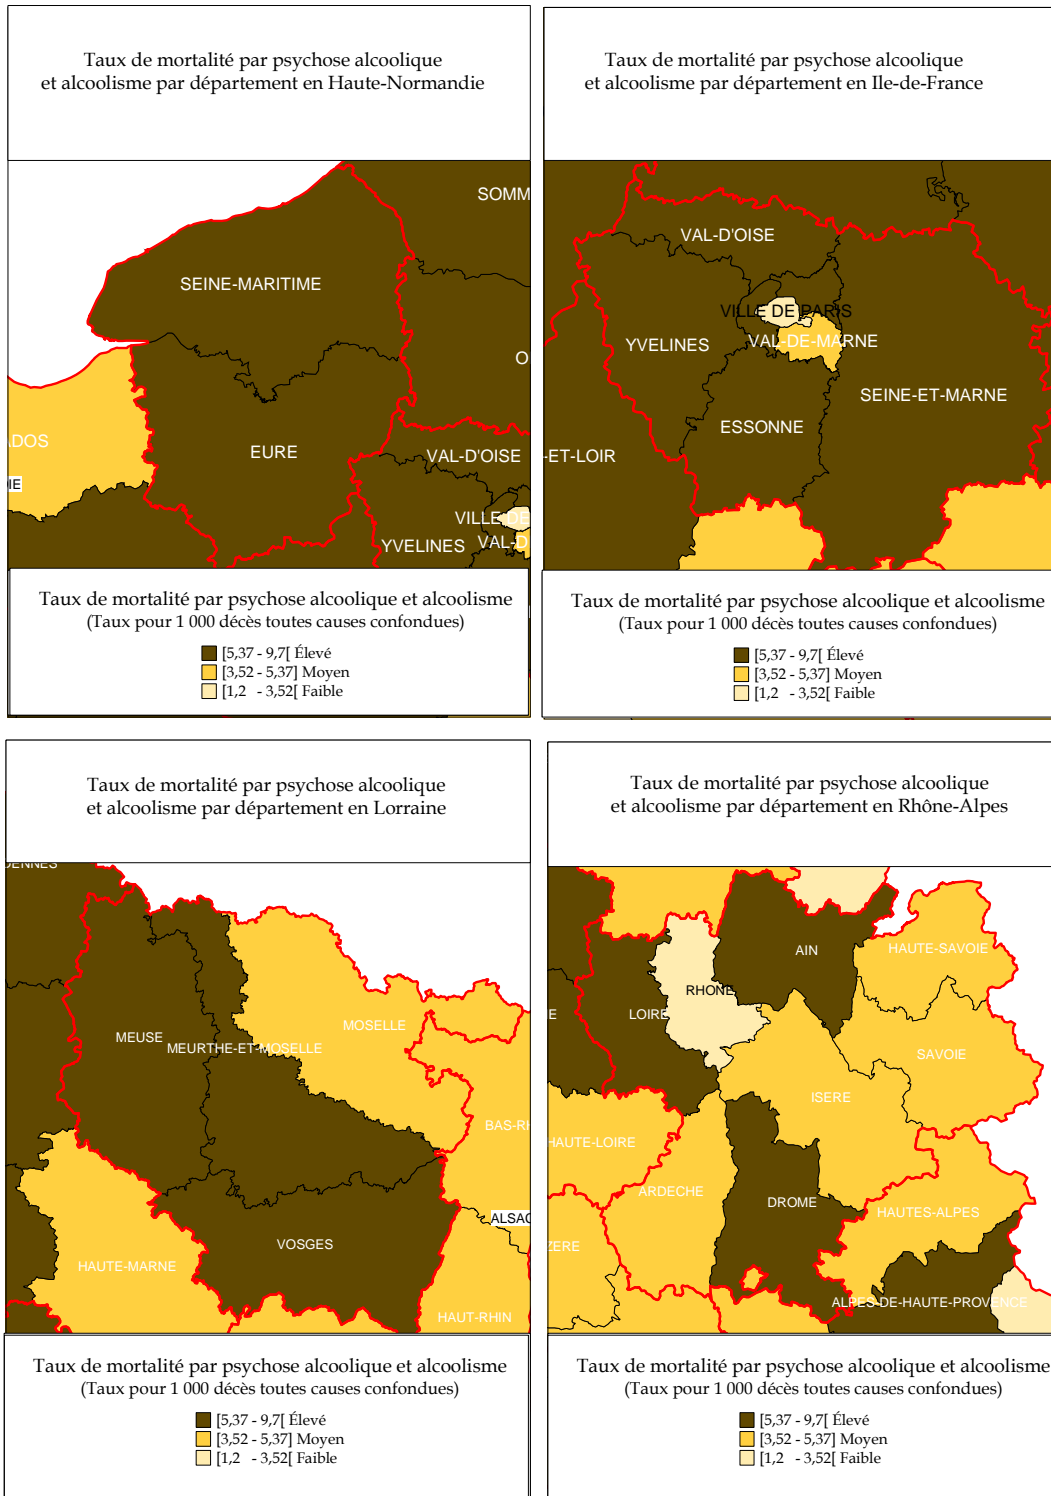 Taux de mortalité par psychose alcoolique
et alcoolisme par département en Haute-Normandie
SOMM
SEINE-MARITIME
O
ADOS
EURE
VAL-D'OISE
IE
VILLE DE
YVELINES
VAL-D
Taux de mortalité par psychose alcoolique et alcoolisme
(Taux pour 1 000 décès toutes causes confondues)
[5,37 - 9,7[ Élevé
[3,52 - 5,37] Moyen
[1,2 - 3,52[ Faible
Taux de mortalité par psychose alcoolique
et alcoolisme par département en Ile-de-France
VAL-D'OISE
VILLE DE PARIS
YVELINES
VAL-DE-MARNE
SEINE-ET-MARNE
ESSONNE
-ET-LOIR
Taux de mortalité par psychose alcoolique et alcoolisme
(Taux pour 1 000 décès toutes causes confondues)
[5,37 - 9,7[ Élevé
[3,52 - 5,37] Moyen
[1,2 - 3,52[ Faible
Taux de mortalité par psychose alcoolique
et alcoolisme par département en Lorraine
DENNES
MOSELLE
MEUSE
MEURTHE-ET-MOSELLE
BAS-RH
ALSAC
VOSGES
HAUTE-MARNE
HAUT-RHIN
Taux de mortalité par psychose alcoolique et alcoolisme
(Taux pour 1 000 décès toutes causes confondues)
[5,37 - 9,7[ Élevé
[3,52 - 5,37] Moyen
[1,2 - 3,52[ Faible
Taux de mortalité par psychose alcoolique
et alcoolisme par département en Rhône-Alpes
AIN
HAUTE-SAVOIE
RHONE
E
LOIRE
SAVOIE
ISERE
HAUTE-LOIRE
ARDECHE
DROME
HAUTES-ALPES
ZERE
ALPES-DE-HAUTE-PROVENCE
Taux de mortalité par psychose alcoolique et alcoolisme
(Taux pour 1 000 décès toutes causes confondues)
[5,37 - 9,7[ Élevé
[3,52 - 5,37] Moyen
[1,2 - 3,52[ Faible